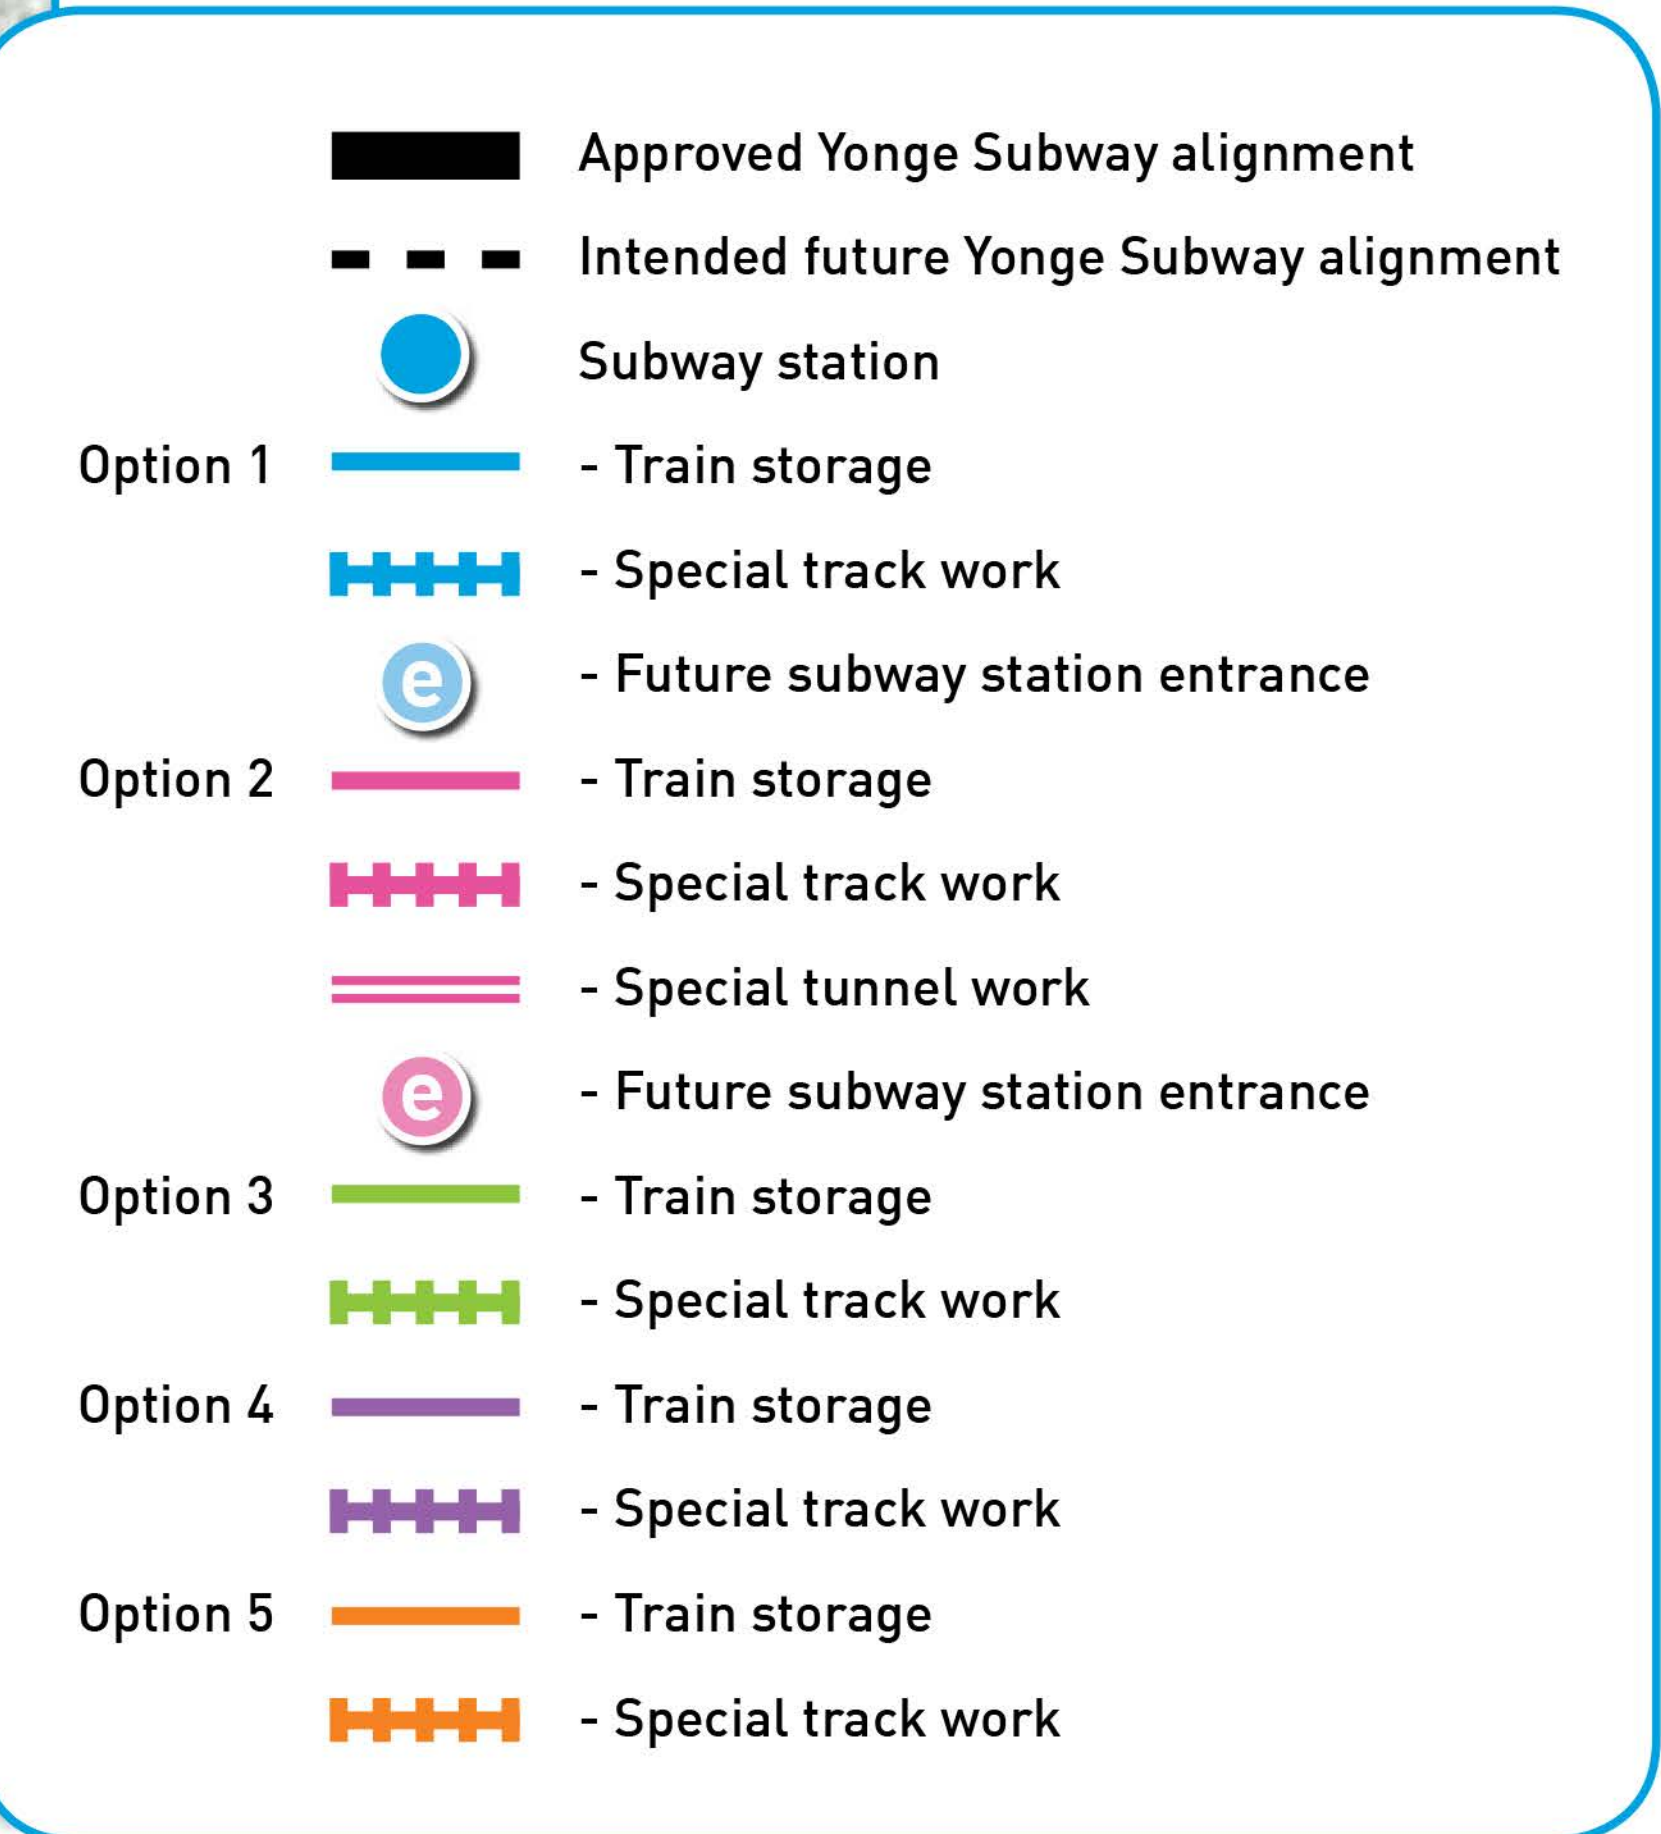 Approved Yonge Subway alignment
Intended future Yonge Subway alignment
Subway station
Option 1 - Train storage
- Special track work
e - Future subway station entrance
Option 2 - Train storage
- Special track work
- Special tunnel work
e - Future subway station entrance
Option 3 - Train storage
- Special track work
Option 4 - Train storage
- Special track work
Option 5 - Train storage
- Special track work